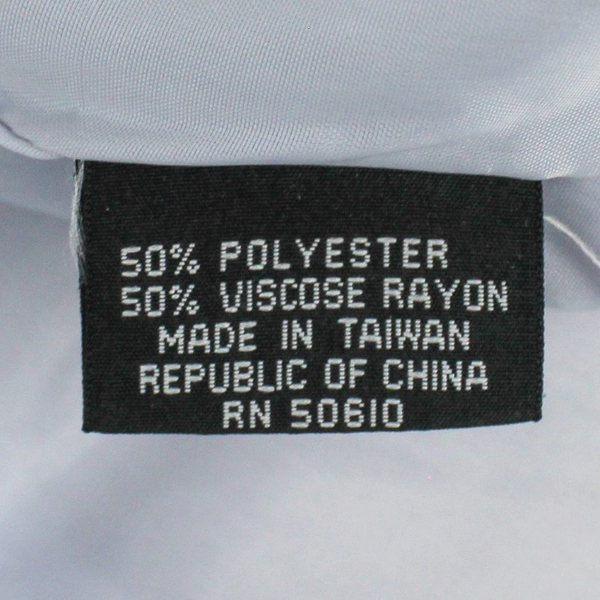 50% POLYESTER
50% VISCOSE RAYON
MADE IN TAIWAN
REPUBLIC OF CHINA
RN 50610